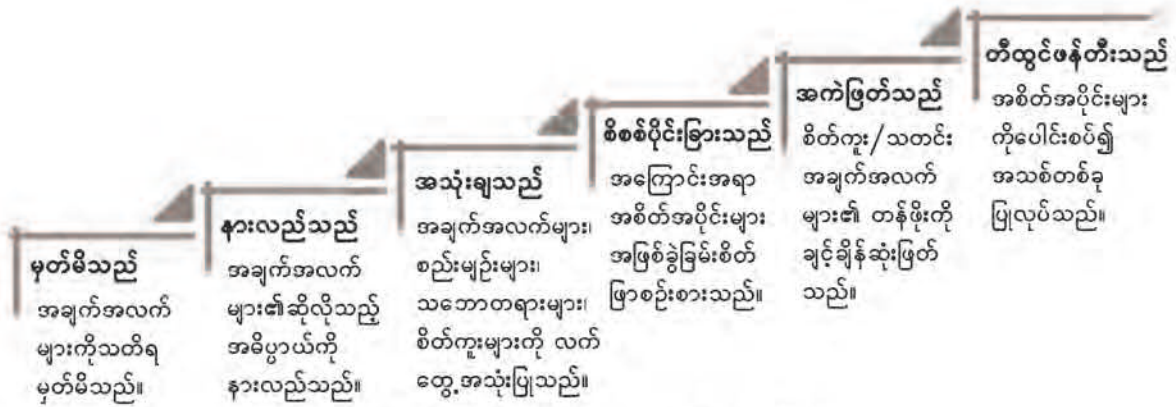 မှတ်မိသည်
အချက်အလက်
များကိုသတိရ
မှတ်မိသည်။
နားလည်သည်
အချက်အလက်
များ၏ဆိုလိုသည့်
အဓိပ္ပာယ်ကို
နားလည်သည်။
အသုံးချသည်
အချက်အလက်များ၊
စည်းမျဉ်းများ၊
သဘောတရားများ၊
စိတ်ကူးများကို လက်
တွေ့အသုံးပြုသည်။
စိစစ်ပိုင်းခြားသည်
အကြောင်းအရာ
အစိတ်အပိုင်းများ
အဖြစ်ခွဲခြမ်းစိတ်
ဖြာစဉ်းစားသည်။
အကဲဖြတ်သည်
စိတ်ကူး/သတင်း
အချက်အလက်
များ၏ တန်ဖိုးကို
ချင့်ချိန်ဆုံးဖြတ်
သည်။
တီထွင်ဖန်တီးသည်
အစိတ်အပိုင်းများ
ကိုပေါင်းစပ်၍
အသစ်တစ်ခု
ပြုလုပ်သည်။